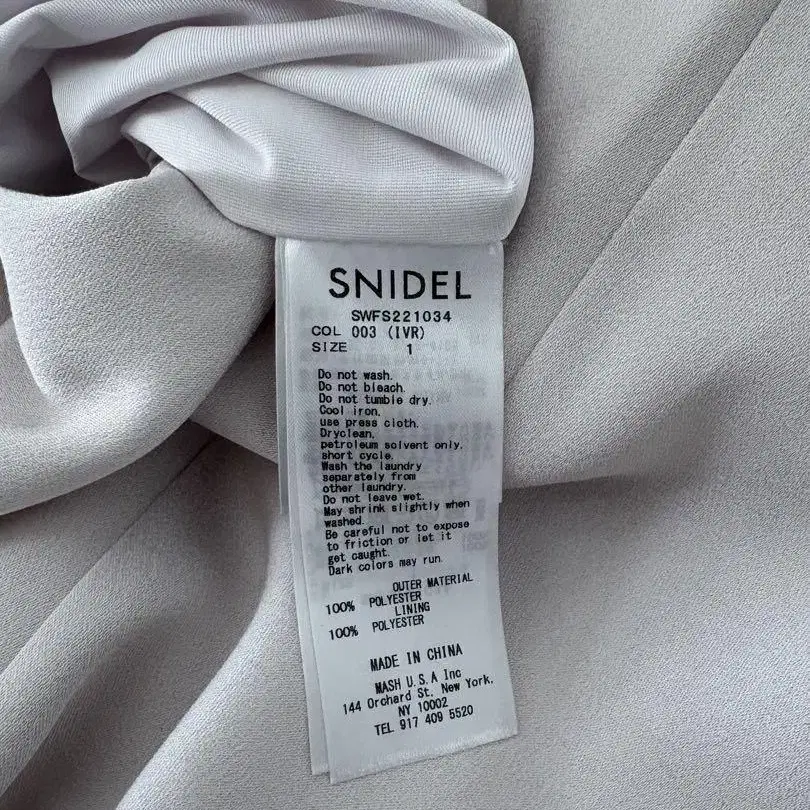 SNIDEL
SWFS221034
COL 003 (IVR)
SIZE 1
Do not wash.
Do not bleach.
Do not tumble dry.
Cool iron.
use press cloth.
Dryclean,
petroleum solvent only,
short cycle.
Wash the laundry
separately from
other laundry.
Do not leave wet.
May shrink slightly when
washed.
Be careful not to expose
to friction or let it
get caught.
Dark colors may run.
OUTER MATERIAL
100% POLYESTER
LINING
100% POLYESTER
MADE IN CHINA
MASH U.S.A Inc
144 Orchard St. New York,
NY 10002
TEL 917 409 5520